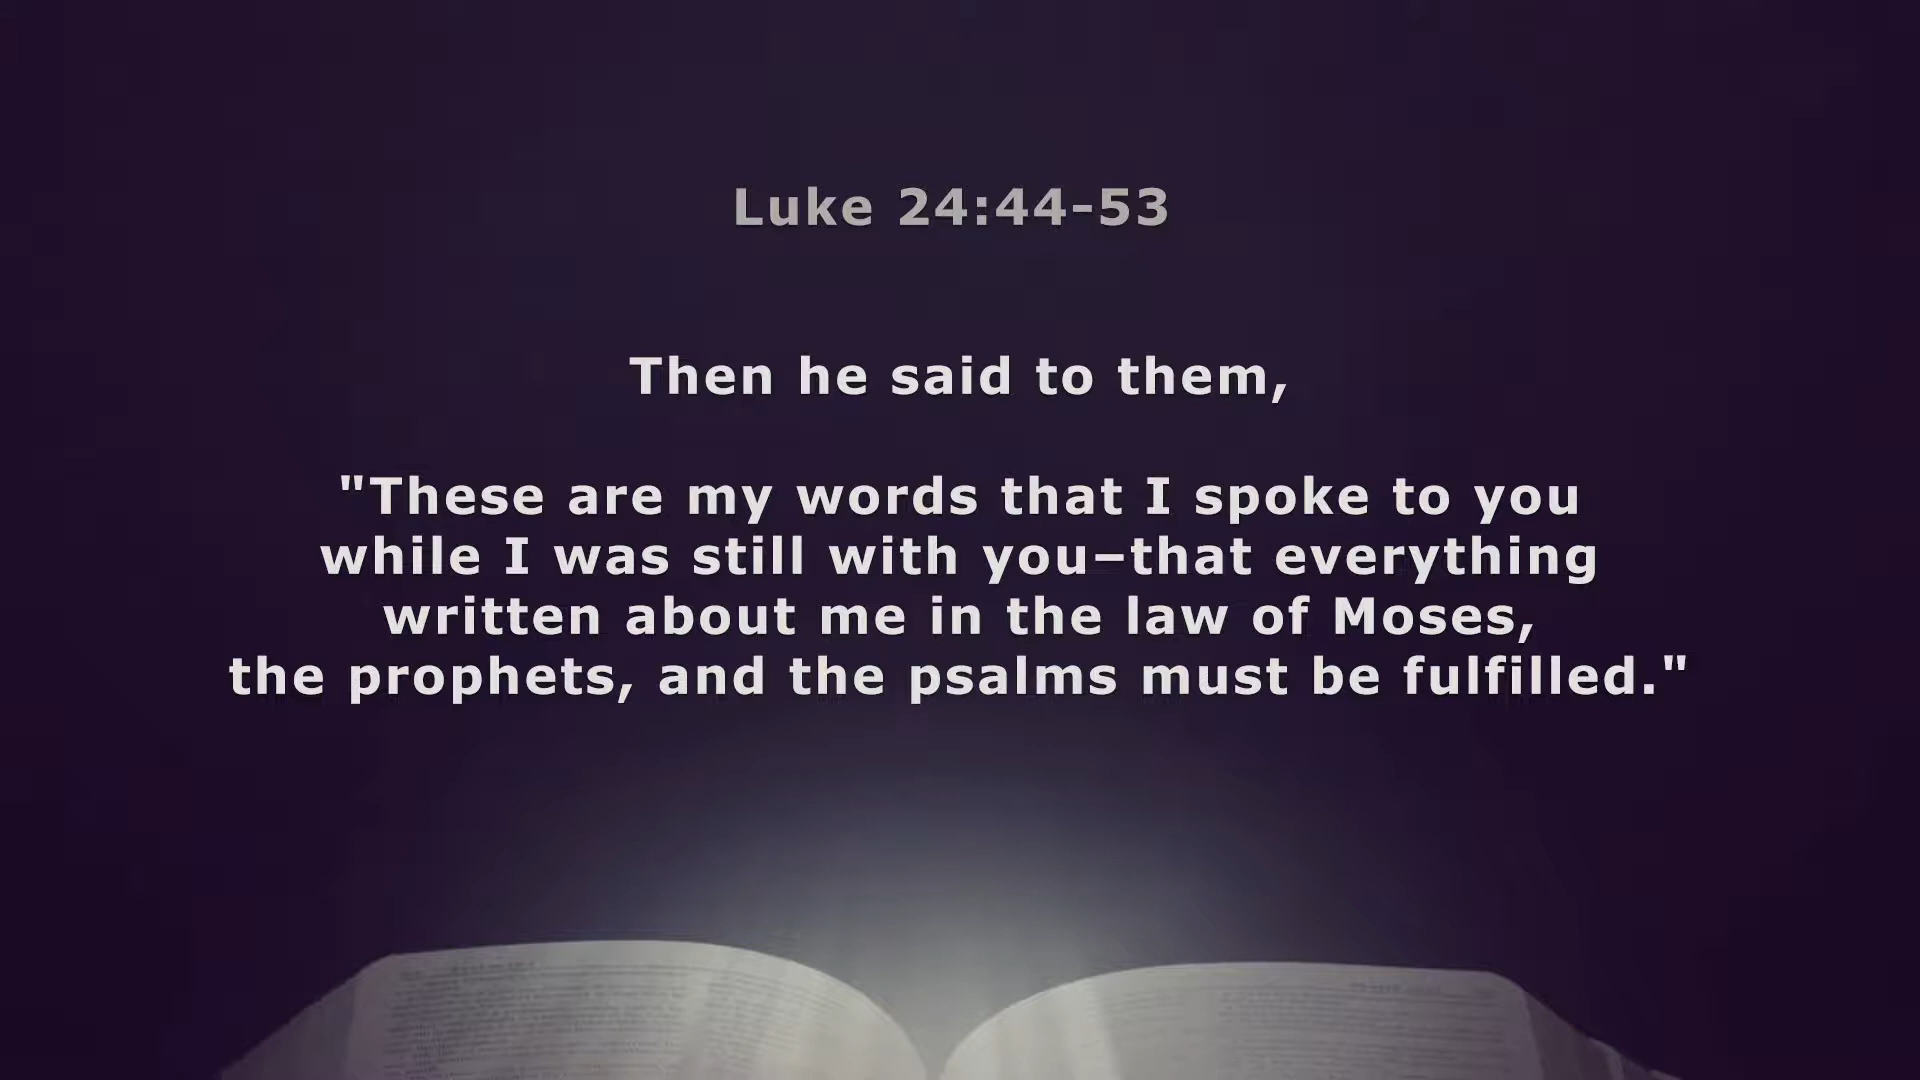 Luke 24:44-53
Then he said to them,
"These are my words that I spoke to you
while I was still with you–that everything
written about me in the law of Moses,
the prophets, and the psalms must be fulfilled."